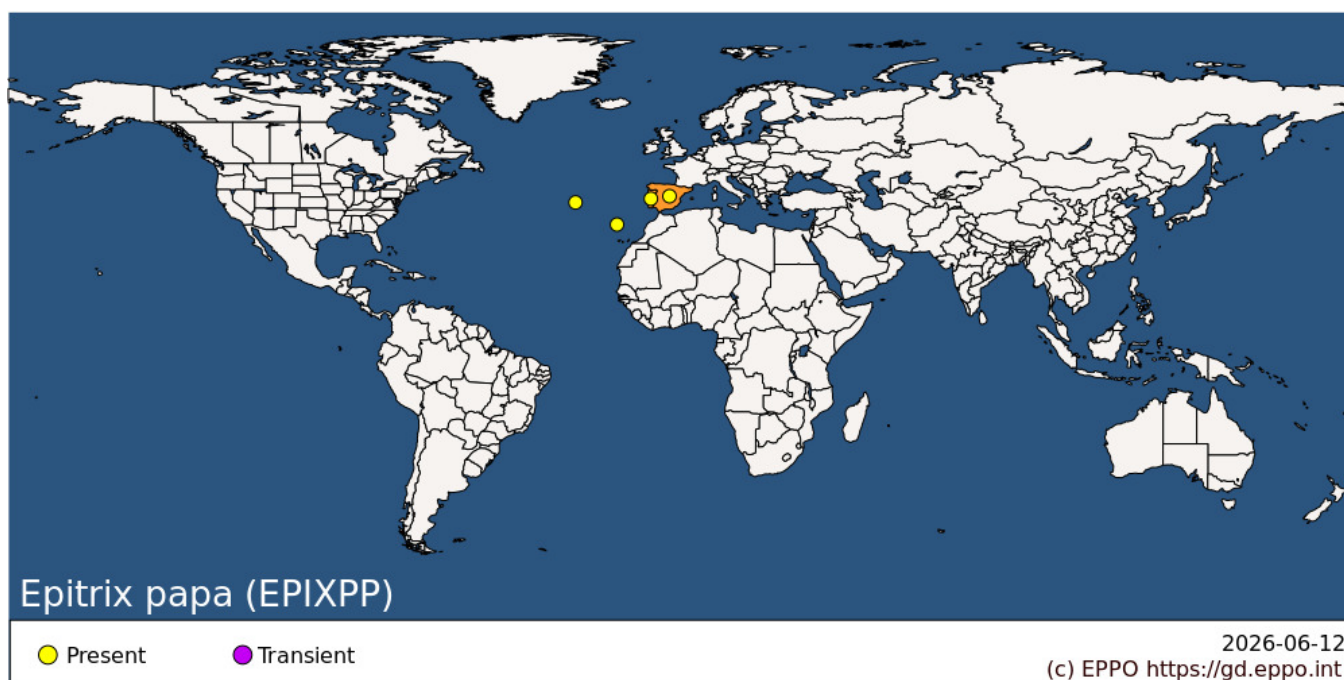 Epitrix papa (EPIXPP)
Present
Transient
2026-06-12
(c) EPPO https://gd.eppo.int